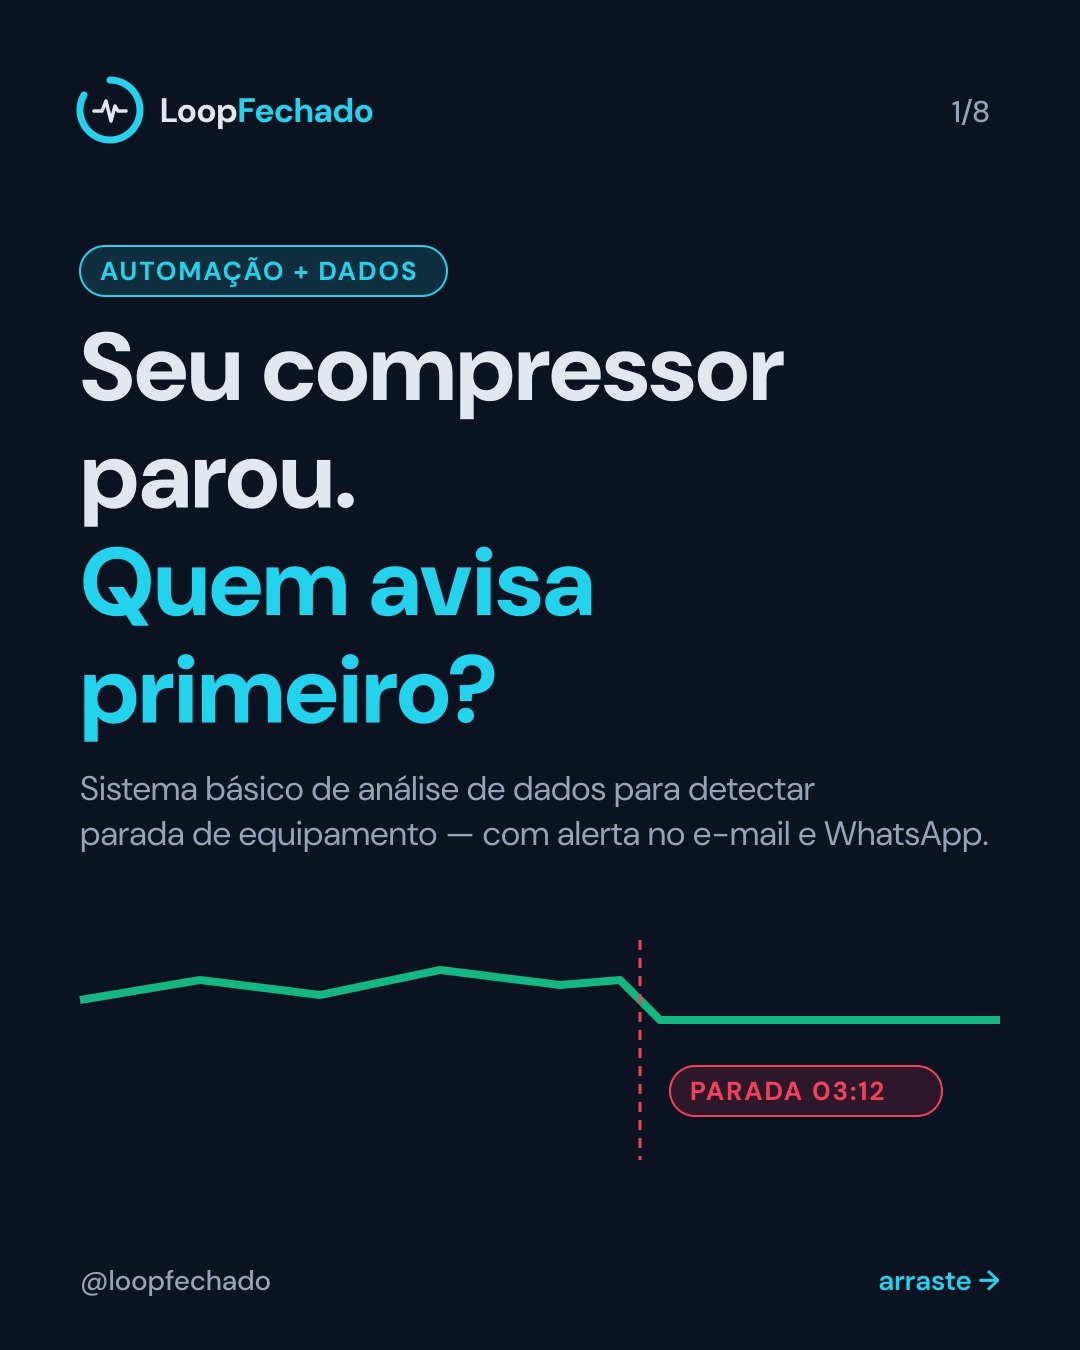 LoopFechado
1/8
AUTOMAÇÃO + DADOS
Seu compressor
parou.
Quem avisa
primeiro?
Sistema básico de análise de dados para detectar
parada de equipamento — com alerta no e-mail e WhatsApp.
PARADA 03:12
@loopfechado
arraste →